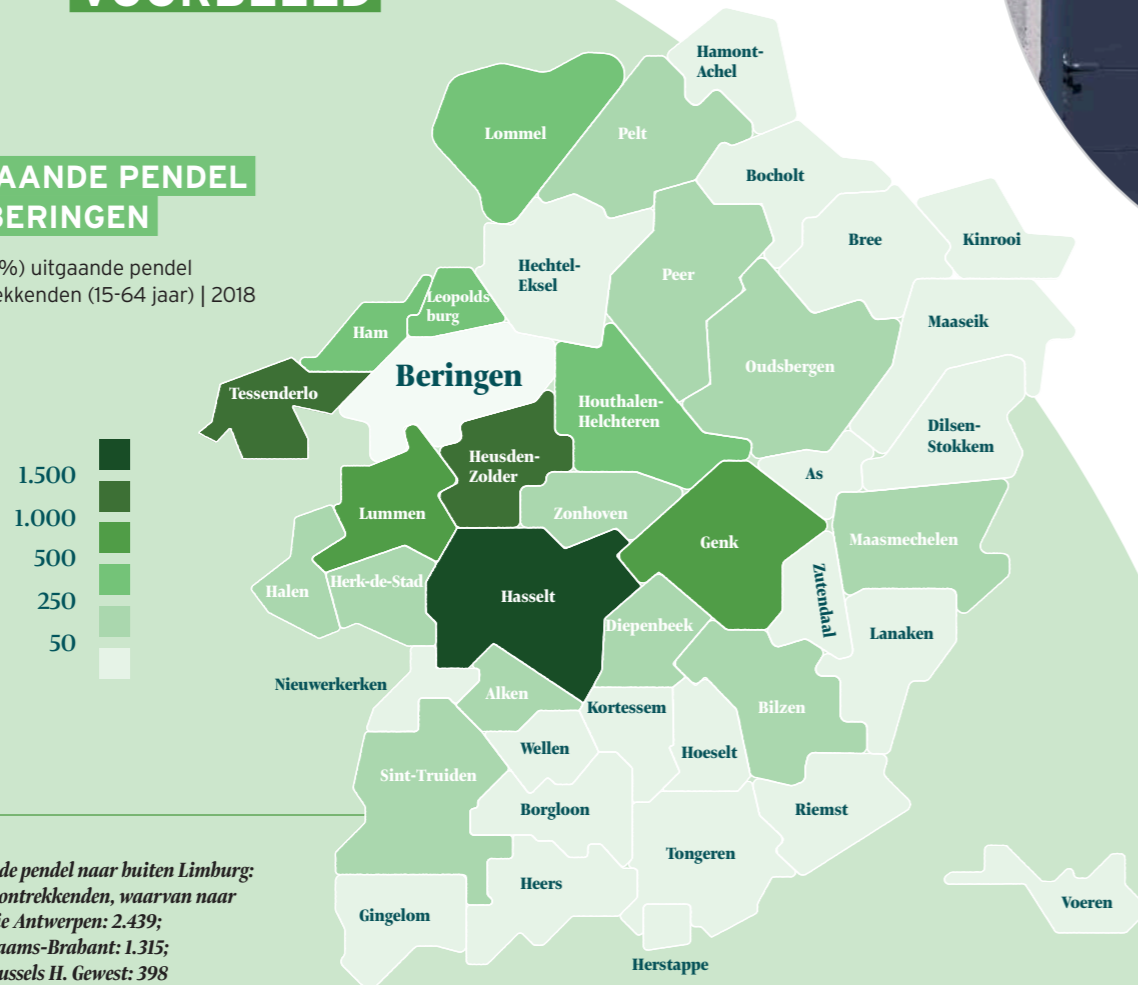 VOORBEELD
AANDE PENDEL
BERINGEN
%) uitgaande pendel
ekkenden (15-64 jaar) | 2018
1.500
1.000
500
250
50
Hamont-
Achel
Lommel
Pelt
Bocholt
Bree
Kinrooi
Hechtel-
Eksel
Peer
Leopolds
burg
Ham
Maaseik
Beringen
Oudsbergen
Tessenderlo
Houthalen-
Helchteren
Dilsen-
Stokkem
Heusden-
Zolder
As
Lummen
Zonhoven
Genk
Maasmechelen
Halen
Herk-de-Stad
Hasselt
Zutendaal
Diepenbeek
Lanaken
Nieuwerkerken
Alken
Kortessem
Bilzen
Wellen
Hoeselt
Sint-Truiden
Borgloon
Riemst
Tongeren
Heers
Voeren
Gingelom
Herstappe
de pendel naar buiten Limburg:
ontrekkenden, waarvan naar
ie Antwerpen: 2.439;
aams-Brabant: 1.315;
ussels H. Gewest: 398